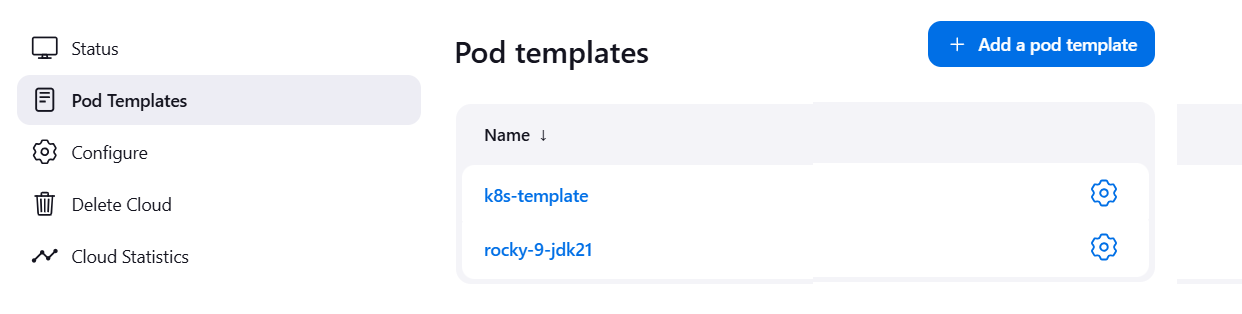 Status
Pod Templates
Configure
Delete Cloud
Cloud Statistics
Pod templates
+ Add a pod template
Name ↓
k8s-template
rocky-9-jdk21